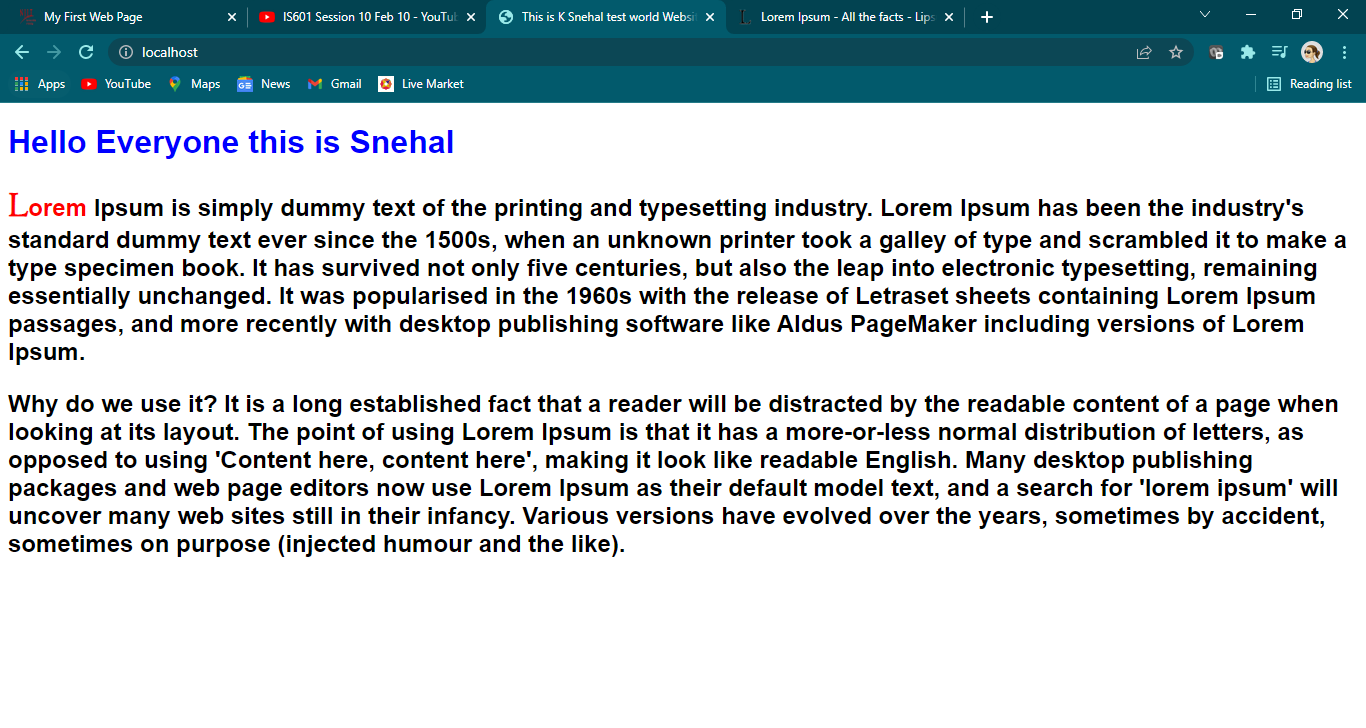 My First Web Page
IS601 Session 10 Feb 10 - YouTu
This is K Snehal test world Websi
Lorem Ipsum - All the facts - Lips
localhost
Apps YouTube Maps News Gmail Live Market Reading list
Hello Everyone this is Snehal
Lorem Ipsum is simply dummy text of the printing and typesetting industry. Lorem Ipsum has been the industry's
standard dummy text ever since the 1500s, when an unknown printer took a galley of type and scrambled it to make a
type specimen book. It has survived not only five centuries, but also the leap into electronic typesetting, remaining
essentially unchanged. It was popularised in the 1960s with the release of Letraset sheets containing Lorem Ipsum
passages, and more recently with desktop publishing software like Aldus PageMaker including versions of Lorem
Ipsum.
Why do we use it? It is a long established fact that a reader will be distracted by the readable content of a page when
looking at its layout. The point of using Lorem Ipsum is that it has a more-or-less normal distribution of letters, as
opposed to using 'Content here, content here', making it look like readable English. Many desktop publishing
packages and web page editors now use Lorem Ipsum as their default model text, and a search for 'lorem ipsum' will
uncover many web sites still in their infancy. Various versions have evolved over the years, sometimes by accident,
sometimes on purpose (injected humour and the like).